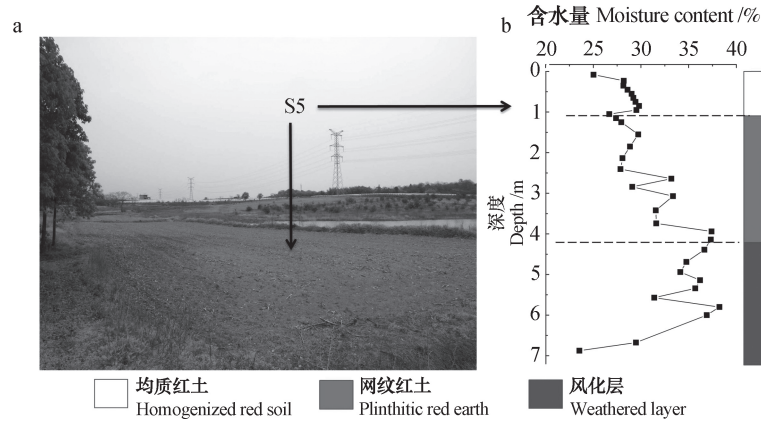 a
b
含水量 Moisture content /%
20 25 30 35 40
S5
0
1
2
3
4
5
6
7
深度
Depth /m
均质红土
Homogenized red soil
网纹红土
Plinthitic red earth
风化层
Weathered layer